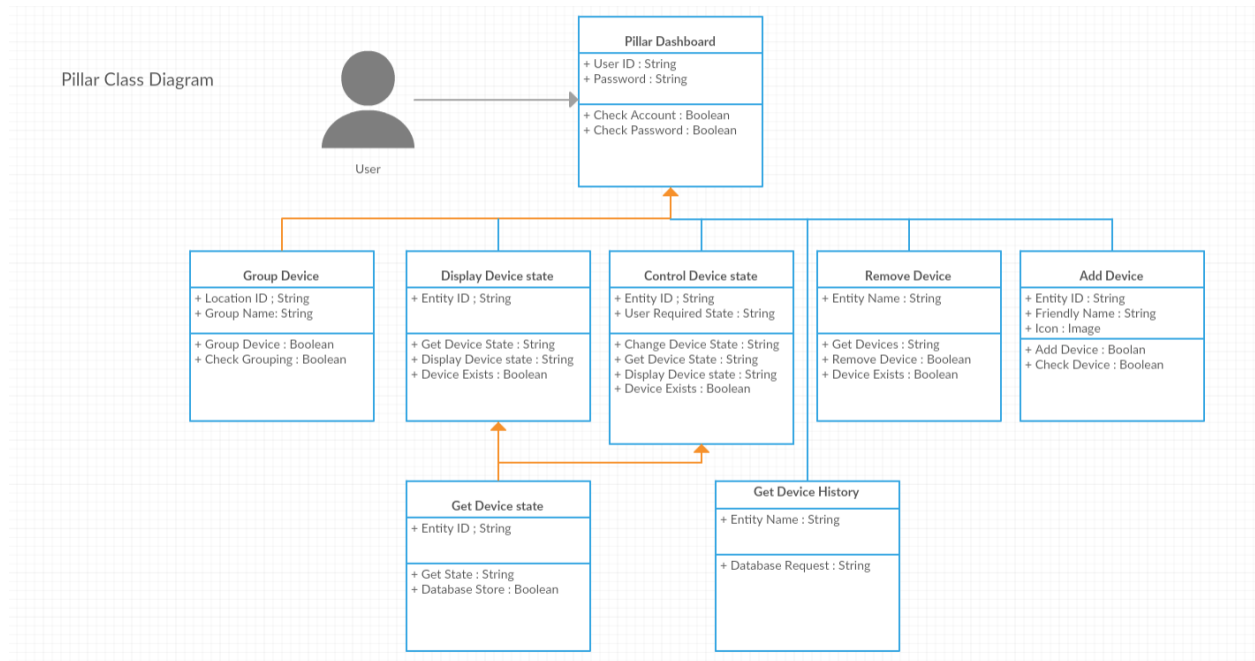 Pillar Class Diagram
User
Pillar Dashboard
+ User ID : String
+ Password : String
+ Check Account : Boolean
+ Check Password : Boolean
Group Device
+ Location ID ; String
+ Group Name: String
+ Group Device : Boolean
+ Check Grouping : Boolean
Display Device state
+ Entity ID ; String
+ Get Device State : String
+ Display Device state : String
+ Device Exists : Boolean
Control Device state
+ Entity ID ; String
+ User Required State : String
+ Change Device State : String
+ Get Device State : String
+ Display Device state : String
+ Device Exists : Boolean
Remove Device
+ Entity Name : String
+ Get Devices : String
+ Remove Device : Boolean
+ Device Exists : Boolean
Add Device
+ Entity ID : String
+ Friendly Name : String
+ Icon : Image
+ Add Device : Boolan
+ Check Device : Boolean
Get Device state
+ Entity ID ; String
+ Get State : String
+ Database Store : Boolean
Get Device History
+ Entity Name : String
+ Database Request : String